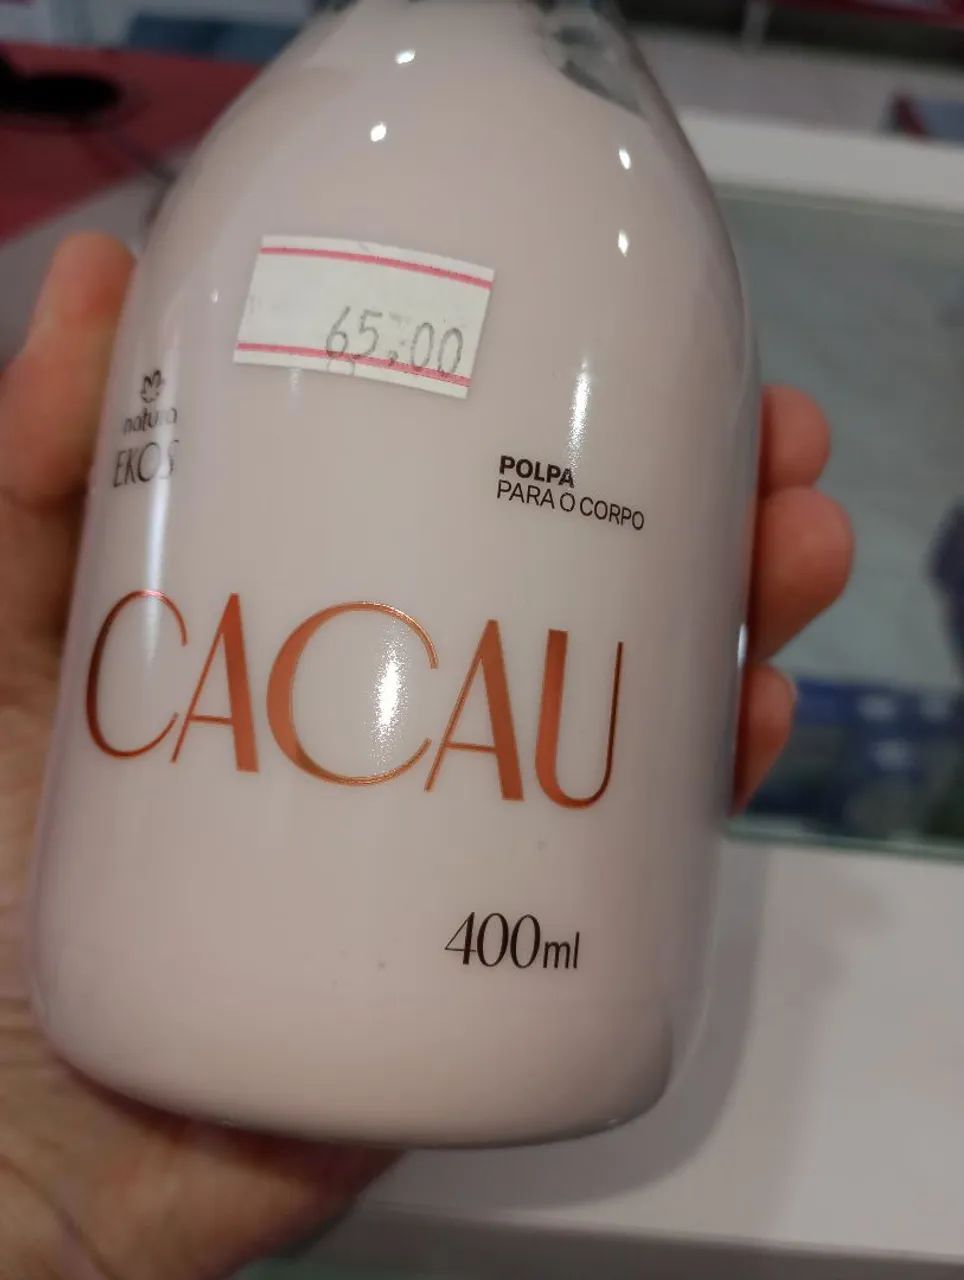 65.00
natura
EKOS
POLPA
PARA O CORPO
CACAU
400ml